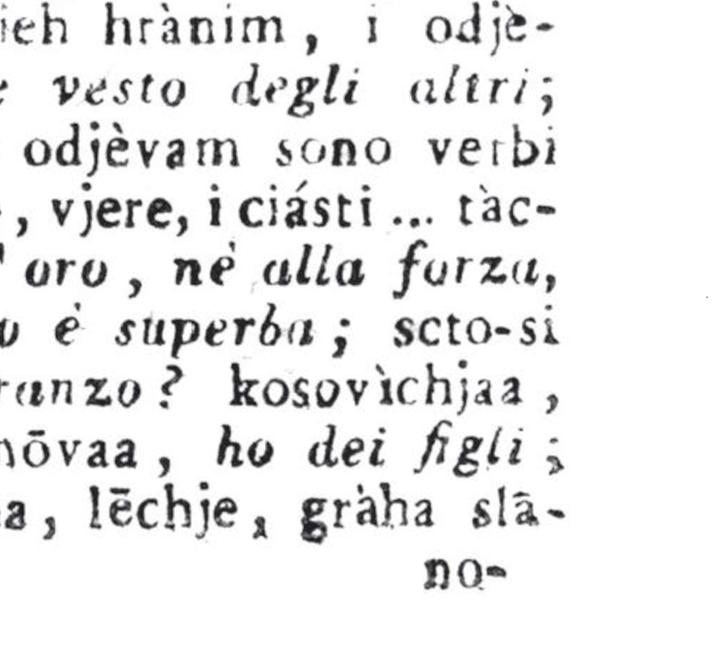 ieh hrànim, i odjè-
vesto degli altri;
odjèvam sono verbi
, vjere, i ciásti... tàc-
oro, nè alla forza,
è superba; scto-si
ranzo? kosovìchjaa,
nōvaa, ho dei figli;
a, lēchje, gràha slā-
no-